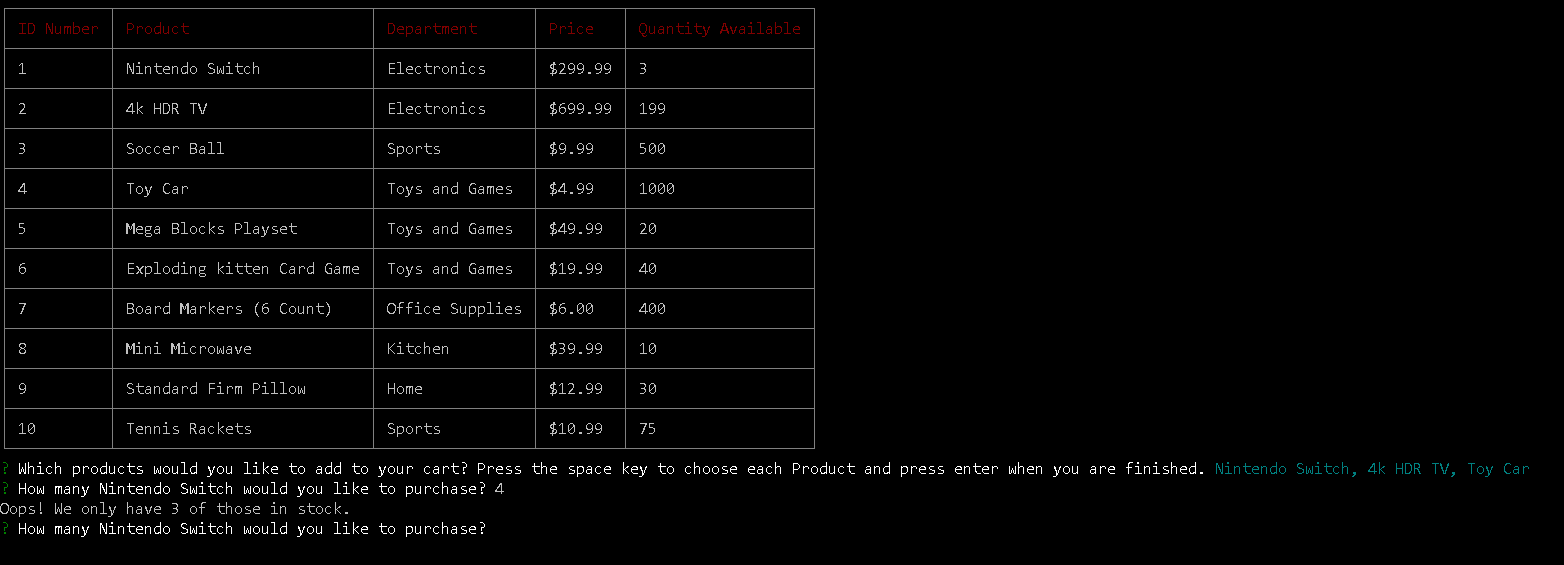 ID Number Product Department Price Quantity Available
1 Nintendo Switch Electronics $299.99 3
2 4k HDR TV Electronics $699.99 199
3 Soccer Ball Sports $9.99 500
4 Toy Car Toys and Games $4.99 1000
5 Mega Blocks Playset Toys and Games $49.99 20
6 Exploding kitten Card Game Toys and Games $19.99 40
7 Board Markers (6 Count) Office Supplies $6.00 400
8 Mini Microwave Kitchen $39.99 10
9 Standard Firm Pillow Home $12.99 30
10 Tennis Rackets Sports $10.99 75
? Which products would you like to add to your cart? Press the space key to choose each Product and press enter when you are finished. Nintendo Switch, 4k HDR TV, Toy Car
? How many Nintendo Switch would you like to purchase? 4
Oops! We only have 3 of those in stock.
? How many Nintendo Switch would you like to purchase?